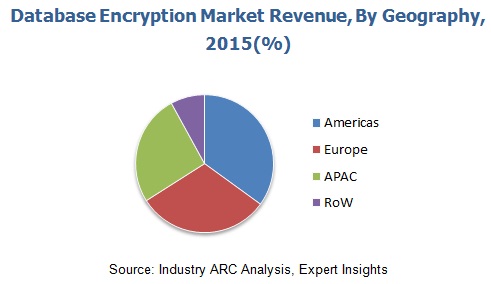 Database Encryption Market Revenue, By Geography,
2015(%)
Americas
Europe
APAC
RoW
Source: Industry ARC Analysis, Expert Insights